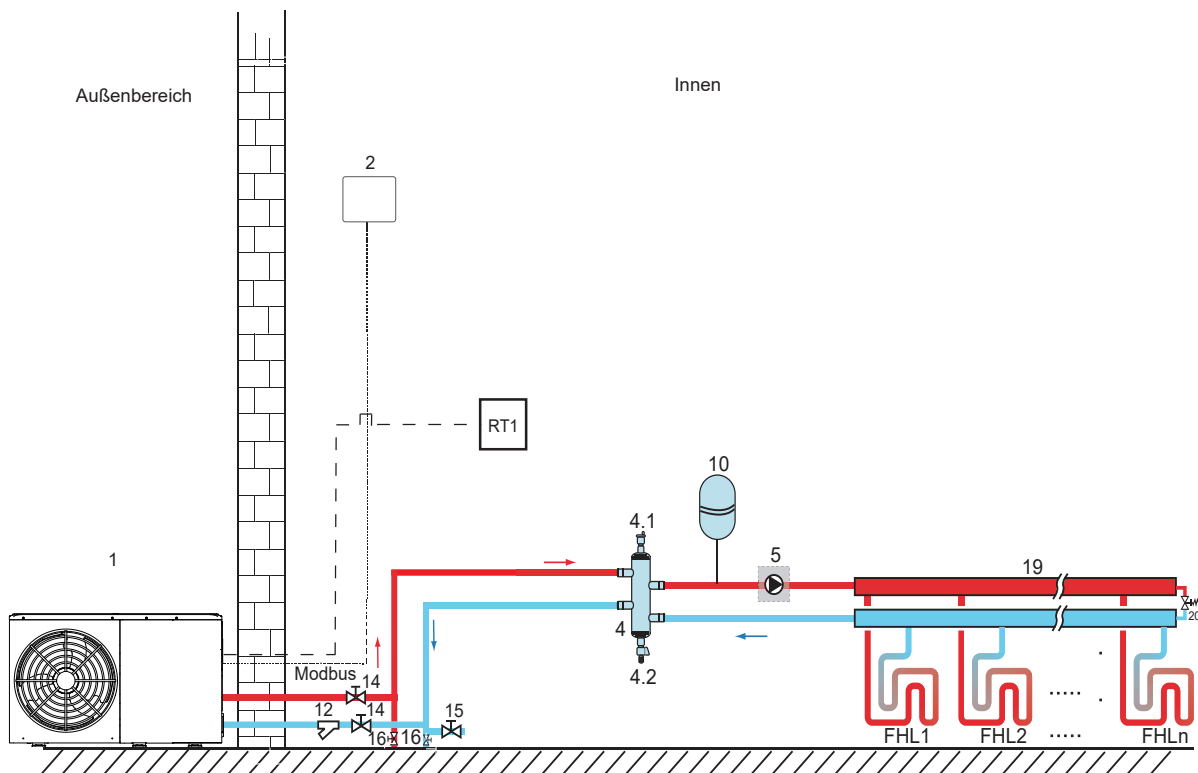 Außenbereich
Innen
2
RT1
10
4.1
5
19
1
4
20
4.2
Modbus
14
12
14
15
16
16
FHL1
FHL2
.....
FHLn